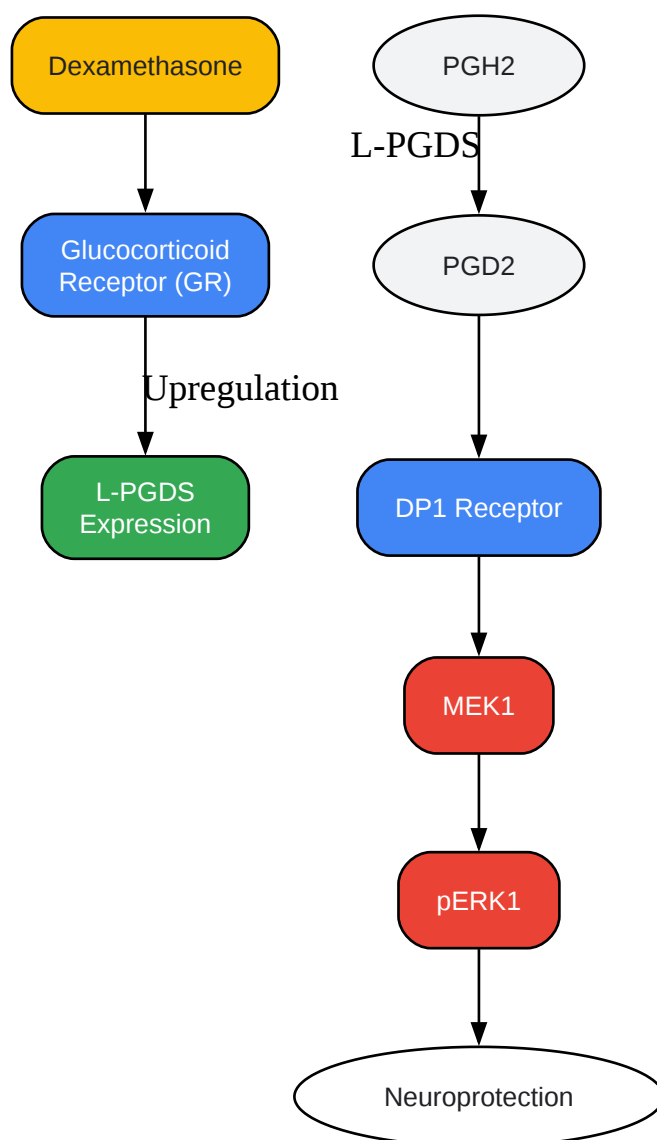 Dexamethasone
PGH2
L-PGDS
Glucocorticoid
Receptor (GR)
PGD2
Upregulation
L-PGDS
Expression
DP1 Receptor
MEK1
pERK1
Neuroprotection